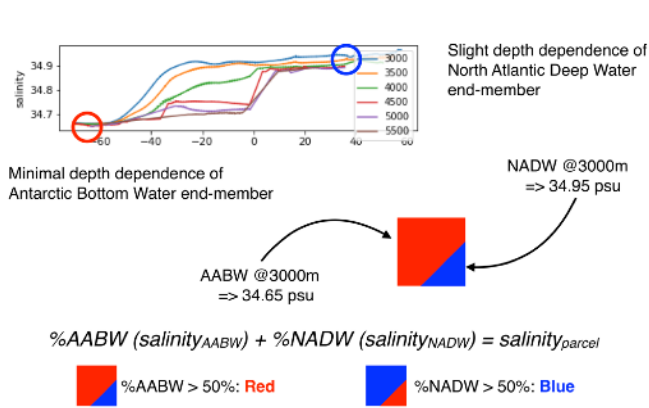 Slight depth dependence of
North Atlantic Deep Water
end-member
salinity
34.9
34.8
34.7
3000
3500
4000
4500
5000
5500
−60
−40
−20
0
20
40
60
Minimal depth dependence of
Antarctic Bottom Water end-member
NADW @3000m
=> 34.95 psu
AABW @3000m
=> 34.65 psu
%AABW (salinityAABW) + %NADW (salinityNADW) = salinityparcel
%AABW > 50%: Red
%NADW > 50%: Blue